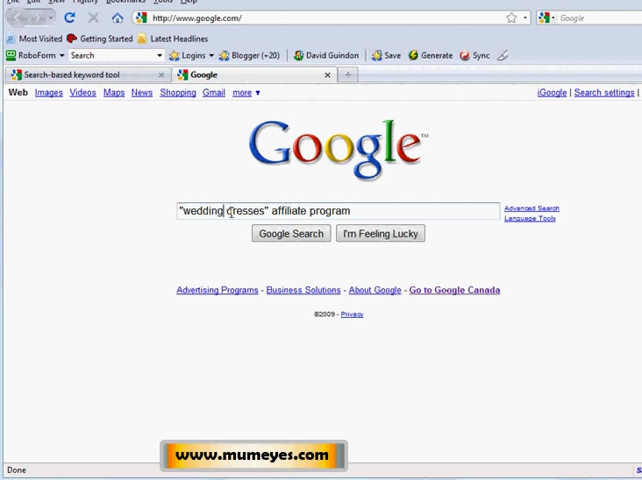 http://www.google.com/
Google
Most Visited Getting Started Latest Headlines
RoboForm Search Logins Blogger (+20) David Guindon Save Generate Sync
Search-based keyword tool Google
Web Images Videos Maps News Shopping Gmail more ▼ iGoogle | Search settings |
Google™
"wedding dresses" affiliate program
Advanced Search
Language Tools
Google Search I'm Feeling Lucky
Advertising Programs - Business Solutions - About Google - Go to Google Canada
©2009 - Privacy
www.mumeyes.com
Done